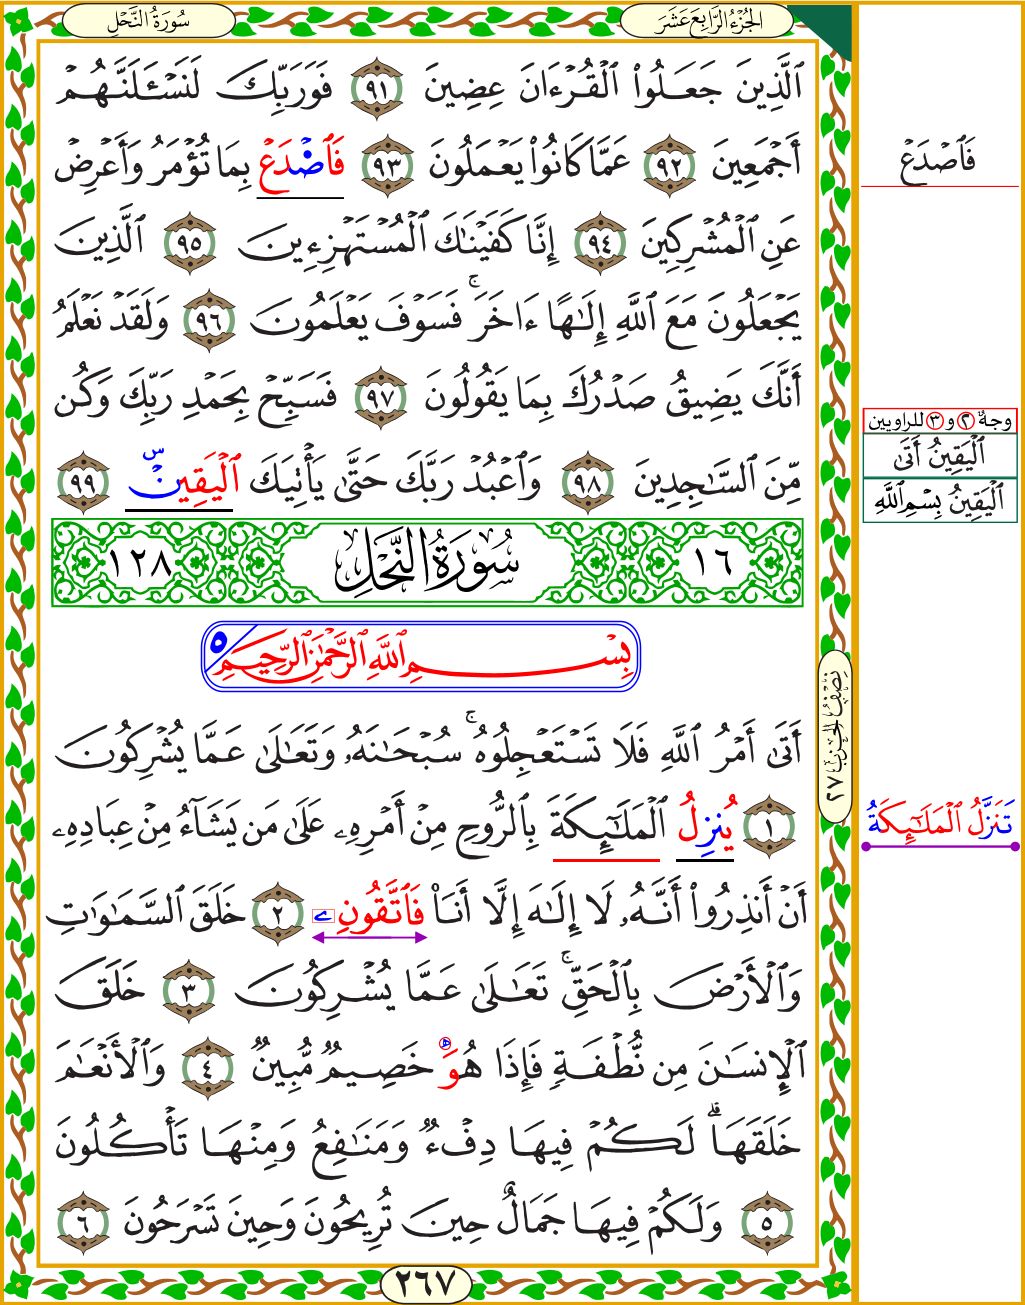 سُورَةُ النَّحْلِ
الجُزْءُ الرَّابِعَ عَشَرَ
ٱلَّذِينَ جَعَلُوا۟ ٱلْقُرْءَانَ عِضِينَ ٩١ فَوَرَبِّكَ لَنَسْـَٔلَنَّهُمْ
أَجْمَعِينَ ٩٢ عَمَّا كَانُوا۟ يَعْمَلُونَ ٩٣ فَٱصْدَعْ بِمَا تُؤْمَرُ وَأَعْرِضْ
عَنِ ٱلْمُشْرِكِينَ ٩٤ إِنَّا كَفَيْنَـٰكَ ٱلْمُسْتَهْزِءِينَ ٩٥ ٱلَّذِينَ
يَجْعَلُونَ مَعَ ٱللَّهِ إِلَـٰهًا ءَاخَرَ ۚ فَسَوْفَ يَعْلَمُونَ ٩٦ وَلَقَدْ نَعْلَمُ
أَنَّكَ يَضِيقُ صَدْرُكَ بِمَا يَقُولُونَ ٩٧ فَسَبِّحْ بِحَمْدِ رَبِّكَ وَكُن
مِّنَ ٱلسَّـٰجِدِينَ ٩٨ وَٱعْبُدْ رَبَّكَ حَتَّىٰ يَأْتِيَكَ ٱلْيَقِينْ س ٩٩
١٦ سُورَةُ النَّحْلِ ١٢٨
بِسْمِ ٱللَّهِ ٱلرَّحْمَـٰنِ ٱلرَّحِيمِ ٥
أَتَىٰ أَمْرُ ٱللَّهِ فَلَا تَسْتَعْجِلُوهُ ۚ سُبْحَـٰنَهُۥ وَتَعَـٰلَىٰ عَمَّا يُشْرِكُونَ
١ يُنزِلُ ٱلْمَلَـٰٓئِكَةَ بِٱلرُّوحِ مِنْ أَمْرِهِۦ عَلَىٰ مَن يَشَآءُ مِنْ عِبَادِهِۦ
أَنْ أَنذِرُوٓا۟ أَنَّهُۥ لَآ إِلَـٰهَ إِلَّآ أَنَا۠ فَٱتَّقُونِۦ ٢ خَلَقَ ٱلسَّمَـٰوَٰتِ
وَٱلْأَرْضَ بِٱلْحَقِّ ۚ تَعَـٰلَىٰ عَمَّا يُشْرِكُونَ ٣ خَلَقَ
ٱلْإِنسَـٰنَ مِن نُّطْفَةٍ فَإِذَا هُوَ خَصِيمٌ مُّبِينٌ ٤ وَٱلْأَنْعَـٰمَ
خَلَقَهَا ۗ لَكُمْ فِيهَا دِفْءٌ وَمَنَـٰفِعُ وَمِنْهَا تَأْكُلُونَ
٥ وَلَكُمْ فِيهَا جَمَالٌ حِينَ تُرِيحُونَ وَحِينَ تَسْرَحُونَ ٦
٢٦٧
فَٱصْدَعْ
وجهٌ ٢ و ٣ للراويين
ٱلْيَقِينُ أَتَىٰ
ٱلْيَقِينُ بِسْمِ ٱللَّهِ
نِصْفُ الحِزْبِ ٢٧
تَنَزَّلُ ٱلْمَلَـٰٓئِكَةُ